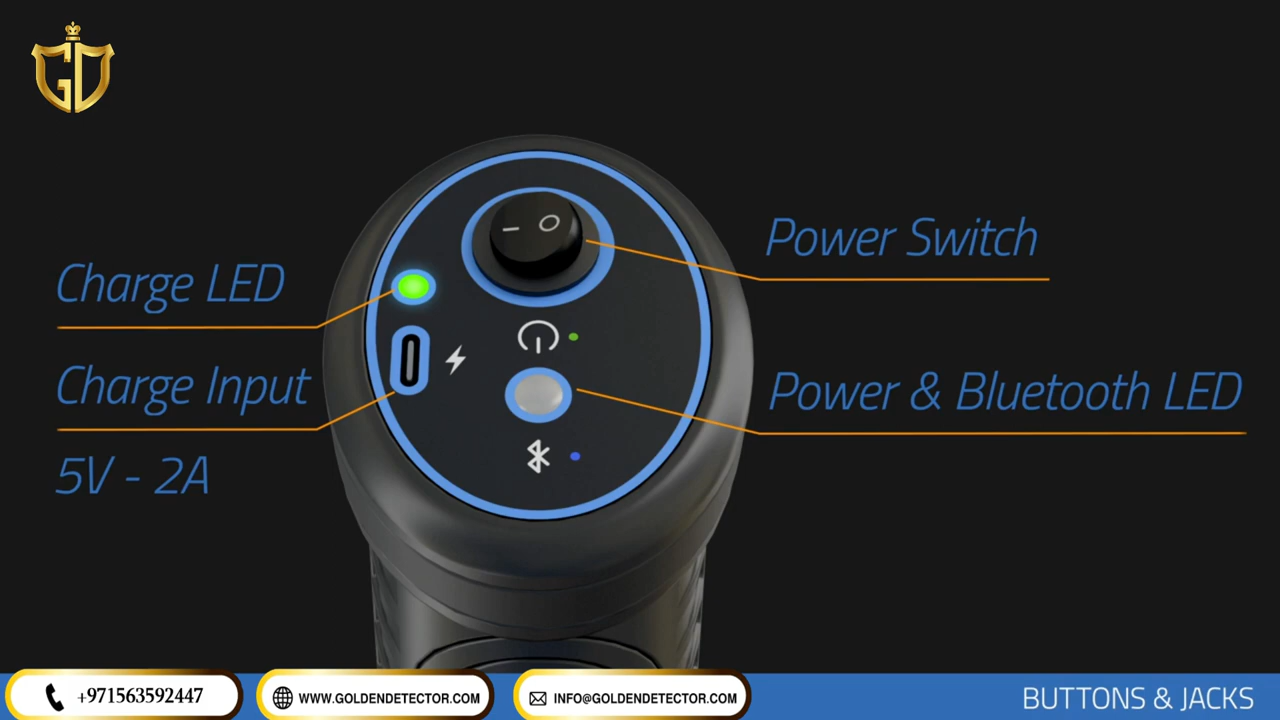 GD
Power Switch
Charge LED
Charge Input
Power & Bluetooth LED
5V - 2A
+971563592447
WWW.GOLDENDETECTOR.COM
INFO@GOLDENDETECTOR.COM
BUTTONS & JACKS